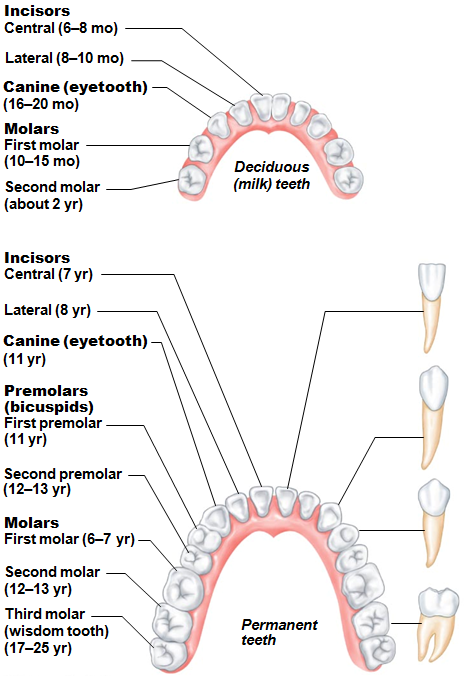 Incisors
Central (6–8 mo)
Lateral (8–10 mo)
Canine (eyetooth)
(16–20 mo)
Molars
First molar
(10–15 mo)
Second molar
(about 2 yr)
Deciduous
(milk) teeth
Incisors
Central (7 yr)
Lateral (8 yr)
Canine (eyetooth)
(11 yr)
Premolars
(bicuspids)
First premolar
(11 yr)
Second premolar
(12–13 yr)
Molars
First molar (6–7 yr)
Second molar
(12–13 yr)
Third molar
(wisdom tooth)
(17–25 yr)
Permanent
teeth